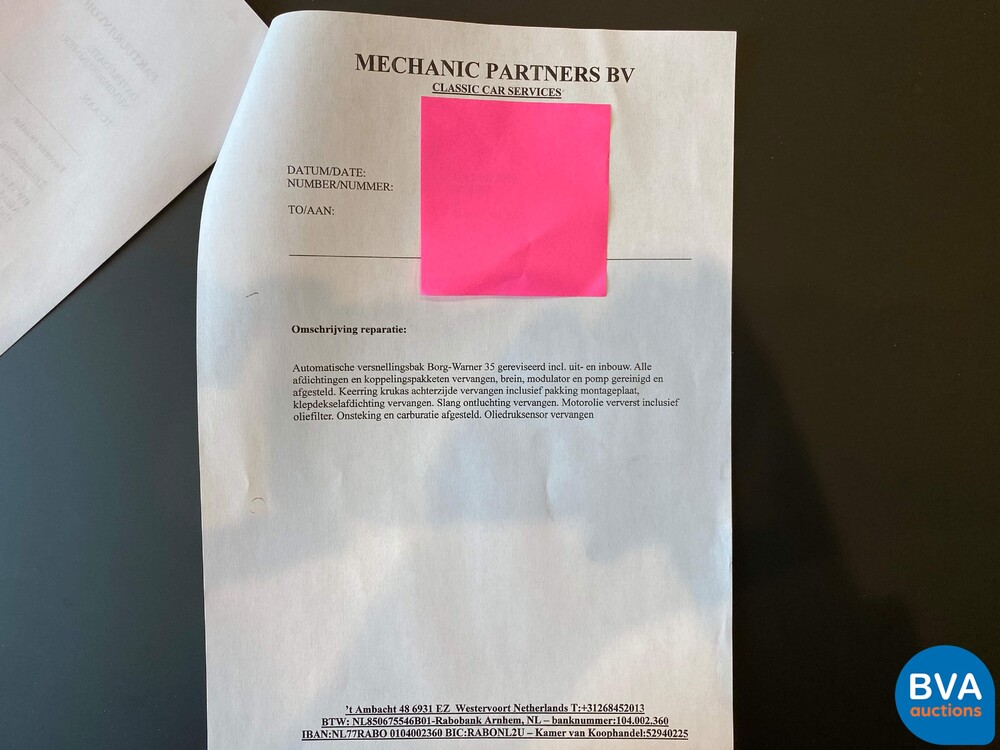 MECHANIC PARTNERS BV
CLASSIC CAR SERVICES
DATUM/DATE:
NUMBER/NUMMER:
TO/AAN:
Omschrijving reparatie:
Automatische versnellingsbak Borg-Warner 35 gereviseerd incl. uit- en inbouw. Alle
afdichtingen en koppelingspakketten vervangen, brein, modulator en pomp gereinigd en
afgesteld. Keerring krukas achterzijde vervangen inclusief pakking montageplaat,
klepdekselafdichting vervangen. Slang ontluchting vervangen. Motorolie ververst inclusief
oliefilter. Onsteking en carburatie afgesteld. Oliedruksensor vervangen
't Ambacht 48 6931 EZ Westervoort Netherlands T:+31268452013
BTW: NL850675546B01-Rabobank Arnhem, NL – banknummer:104.002.360
IBAN:NL77RABO 0104002360 BIC:RABONL2U – Kamer van Koophandel:52940225
BVA
auctions